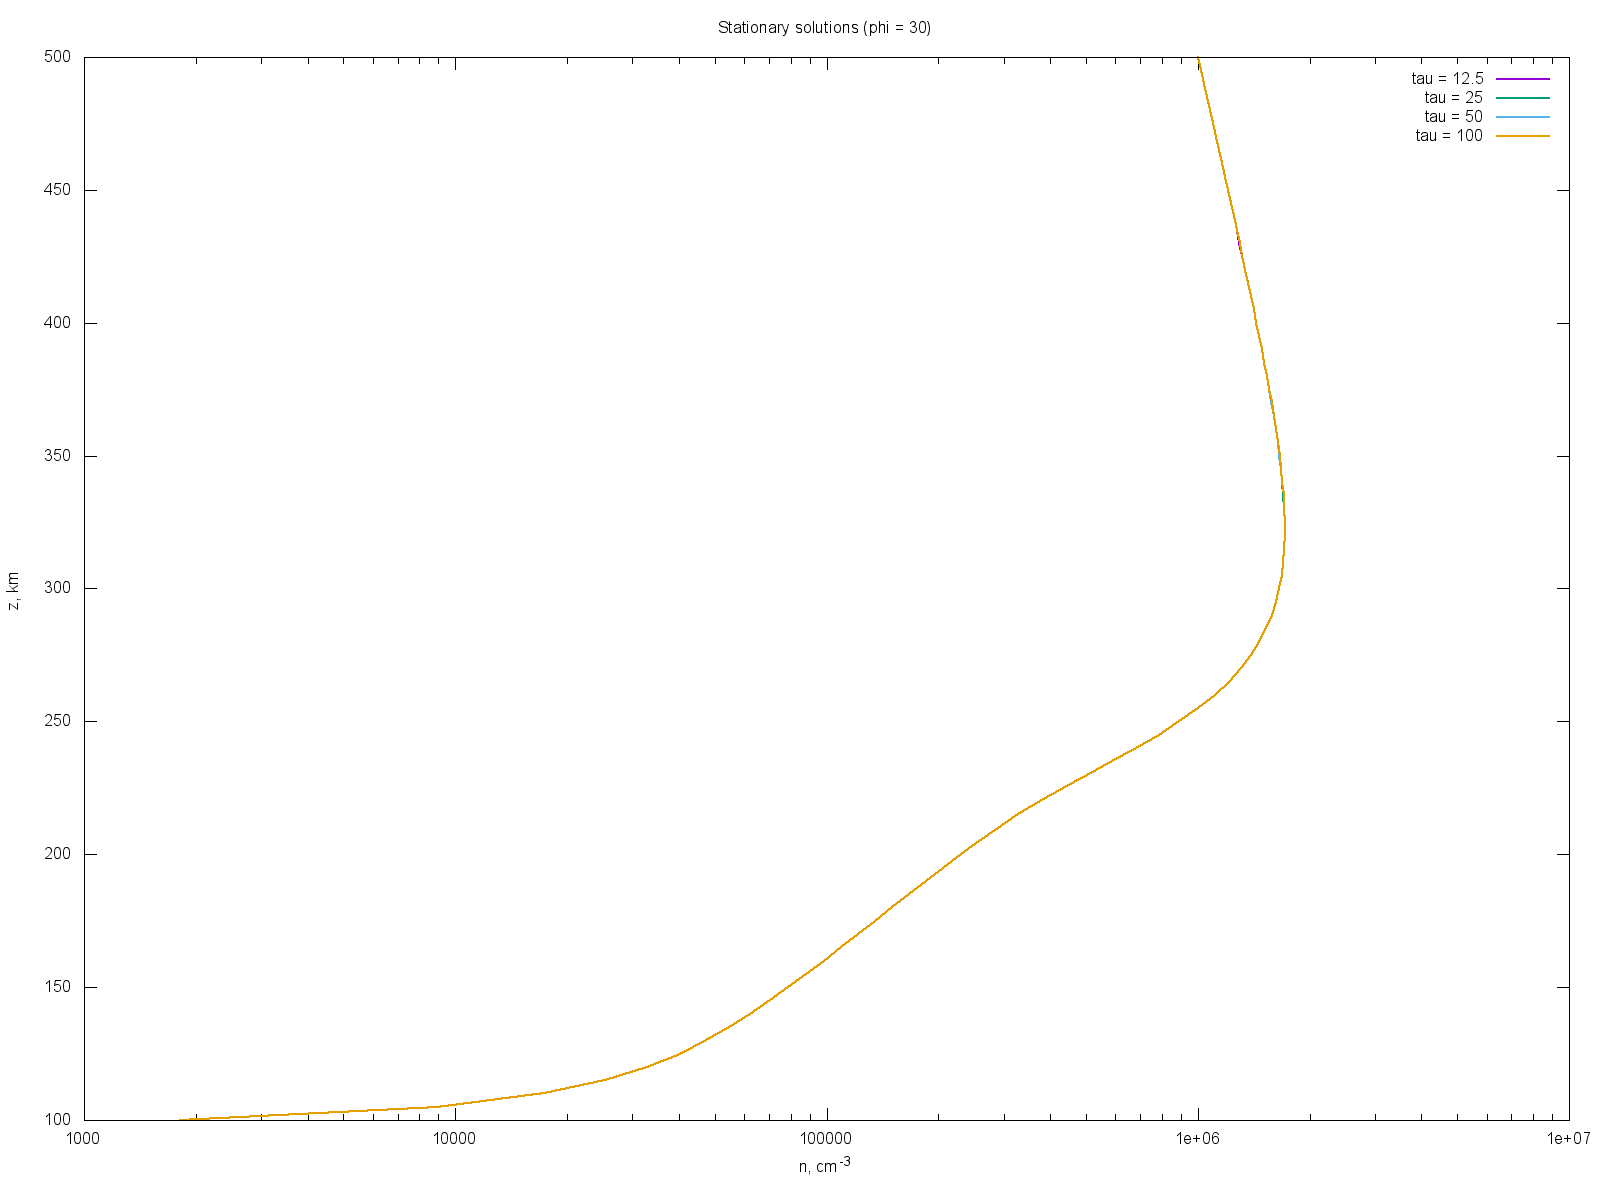 Stationary solutions (phi = 30)
500
450
400
350
300
250
200
150
100
z, km
tau = 12.5
tau = 25
tau = 50
tau = 100
1000
10000
100000
1e+06
1e+07
n, cm-3